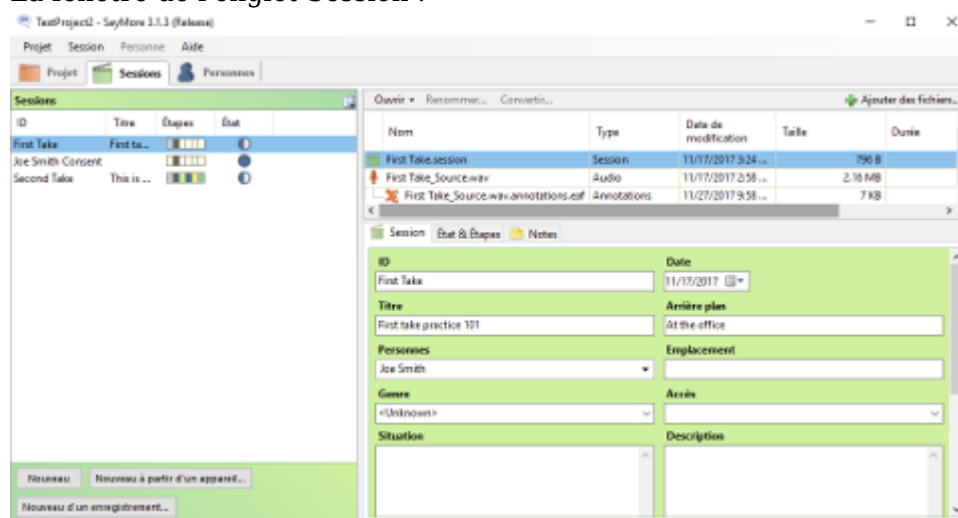 La fenêtre de l'onglet Session :
TestProject2 - SayMore 3.1.3 (Release)
Projet Session Personne Aide
Projet Sessions Personnes
Sessions
ID Titre Étapes État
First Take First ta...
Joe Smith Consent
Second Take This is ...
Nouveau Nouveau à partir d'un appareil...
Nouveau d'un enregistrement...
Ouvrir Renommer... Convertir... Ajouter des fichiers...
Nom Type Date de modification Taille Durée
First Take.session Session 11/17/2017 3:24 ... 796 B
First Take_Source.wav Audio 11/17/2017 2:58 ... 2.16 MB
First Take_Source.wav.annotations.eaf Annotations 11/27/2017 9:58 ... 7 KB
Session État & Étapes Notes
ID Date
First Take 11/17/2017
Titre Arrière plan
First take practice 101 At the office
Personnes Emplacement
Joe Smith
Genre Accès
<Unknown>
Situation Description